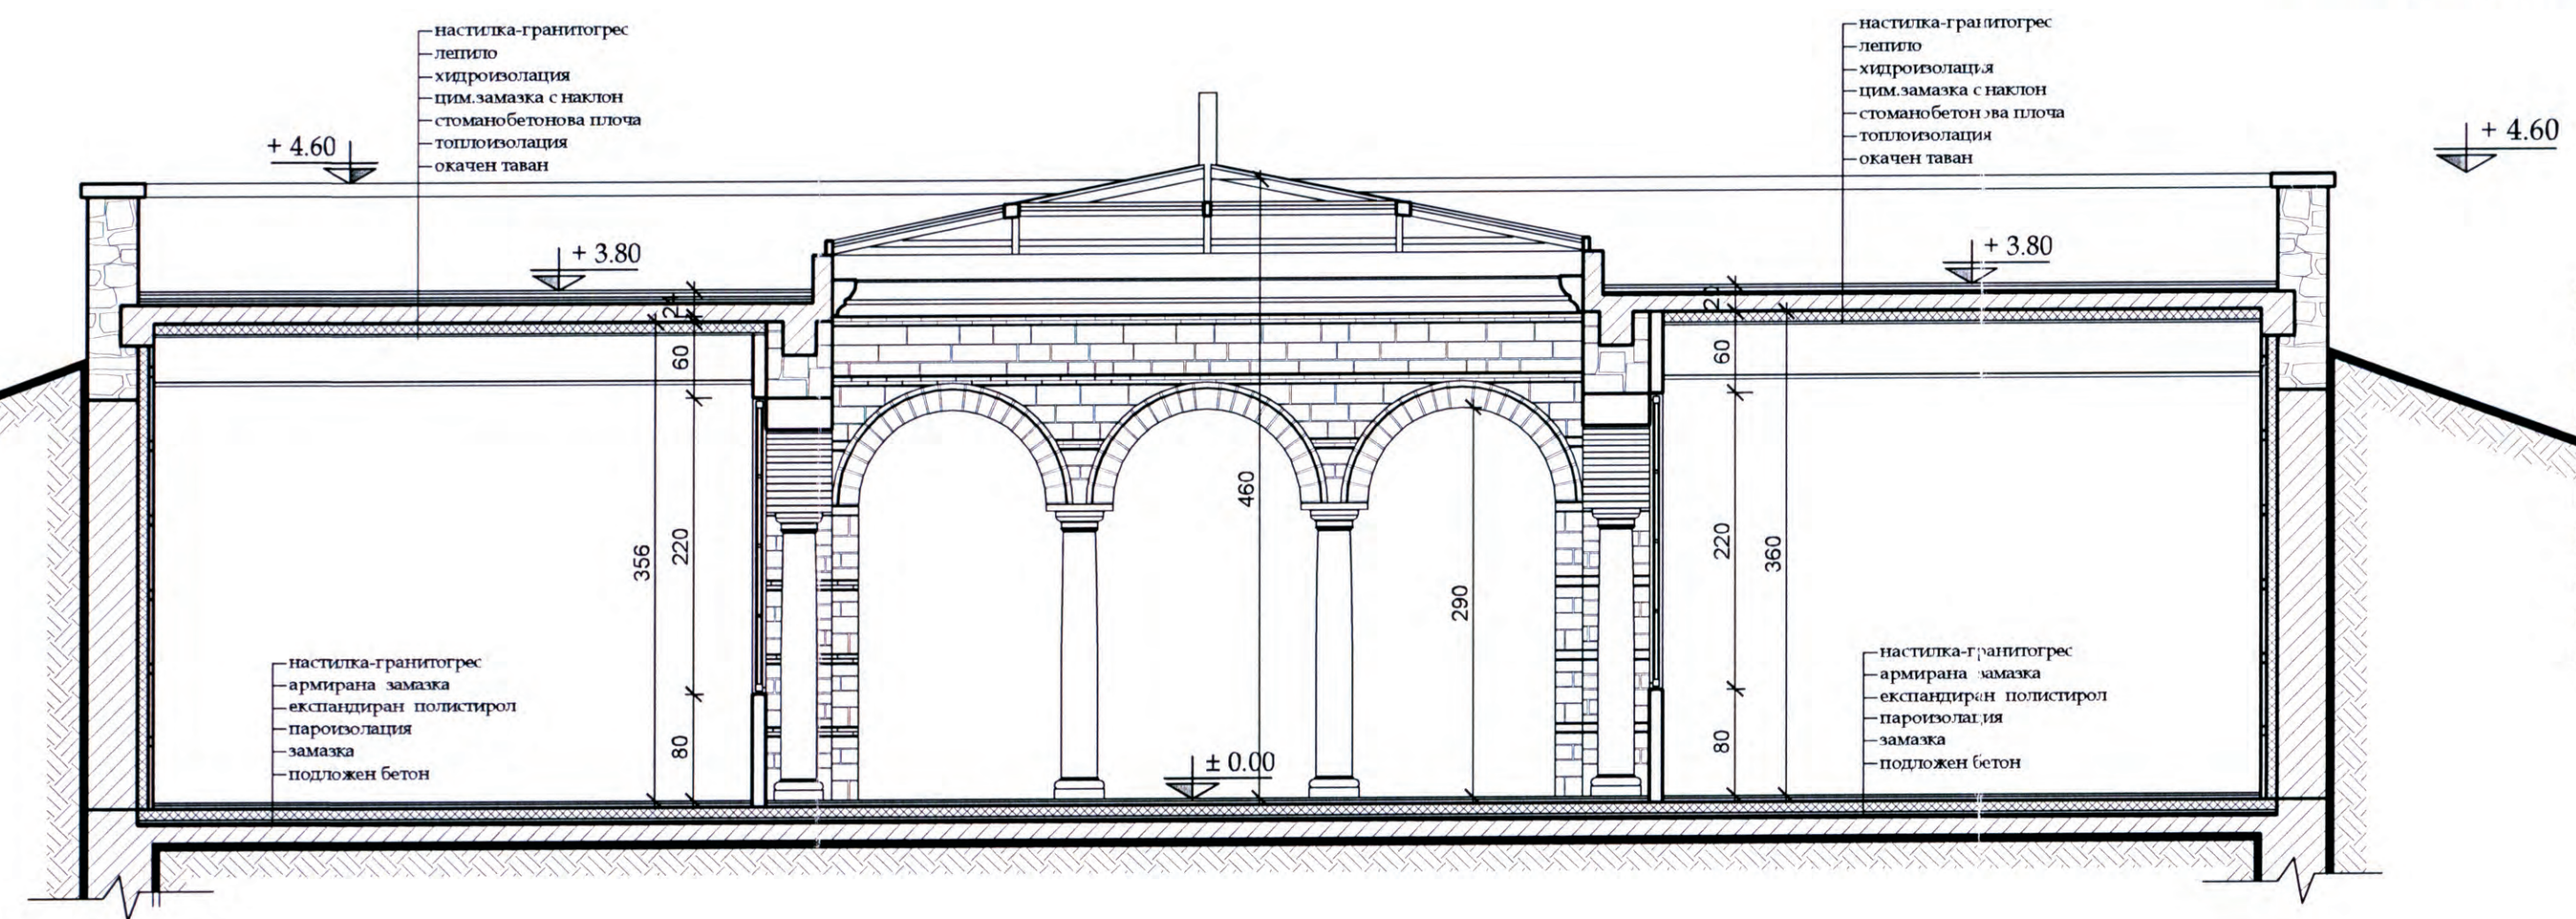 настилка-гранитогрес
лепило
хидроизолация
цим.замазка с наклон
стоманобетонова плоча
топлоизолация
окачен таван
настилка-гранитогрес
лепило
хидроизолация
цим.замазка с наклон
стоманобетонова плоча
топлоизолация
окачен таван
+ 4.60
+ 4.60
+ 3.80
+ 3.80
60
60
460
356
220
290
220
360
80
80
± 0.00
настилка-гранитогрес
армирана замазка
експандиран полистирол
пароизолация
замазка
подложен бетон
настилка-гранитогрес
армирана замазка
експандиран полистирол
пароизолация
замазка
подложен бетон